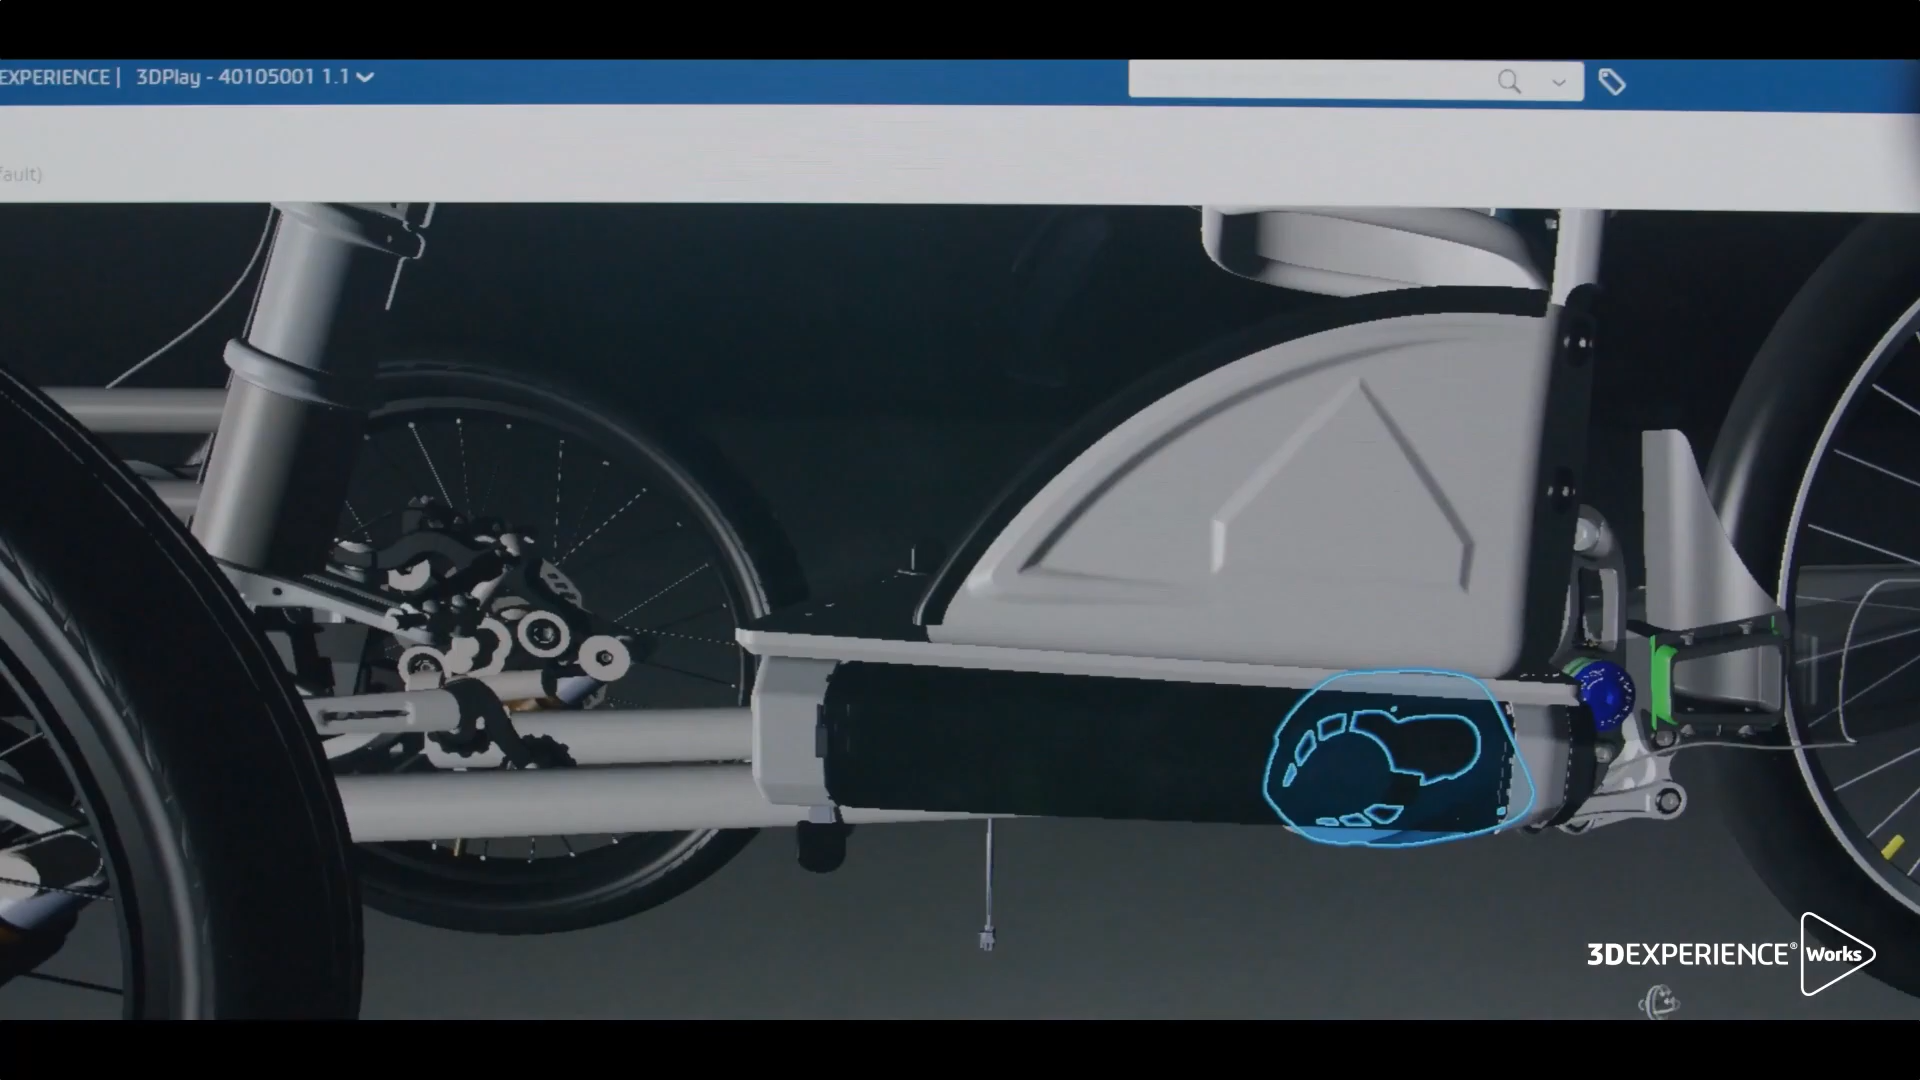 EXPERIENCE | 3DPlay - 40105001 1.1
fault)
3DEXPERIENCE® Works